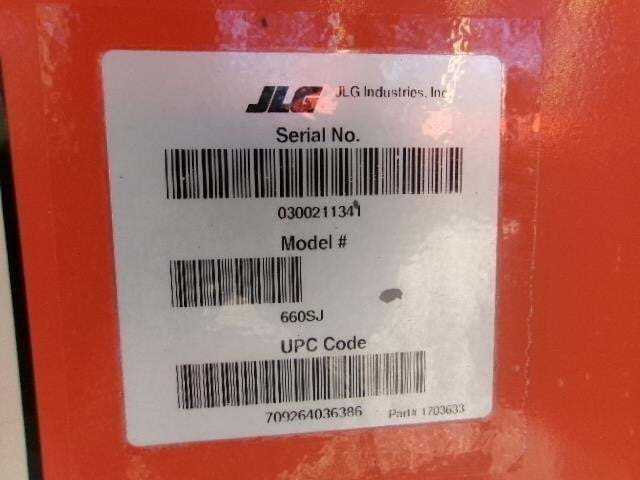 JLG JLG Industries, Inc.
Serial No.
0300211341
Model #
660SJ
UPC Code
709264036386 Part# 1703633